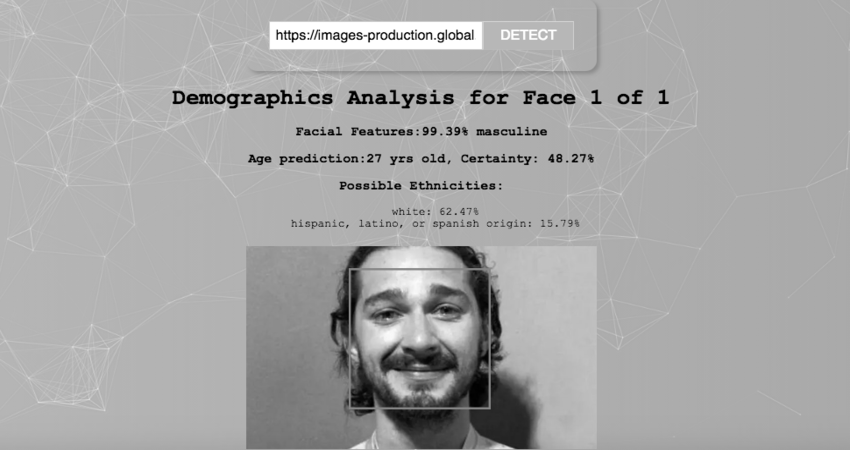 https://images-production.global
DETECT
Demographics Analysis for Face 1 of 1
Facial Features:99.39% masculine
Age prediction:27 yrs old, Certainty: 48.27%
Possible Ethnicities:
white: 62.47%
hispanic, latino, or spanish origin: 15.79%